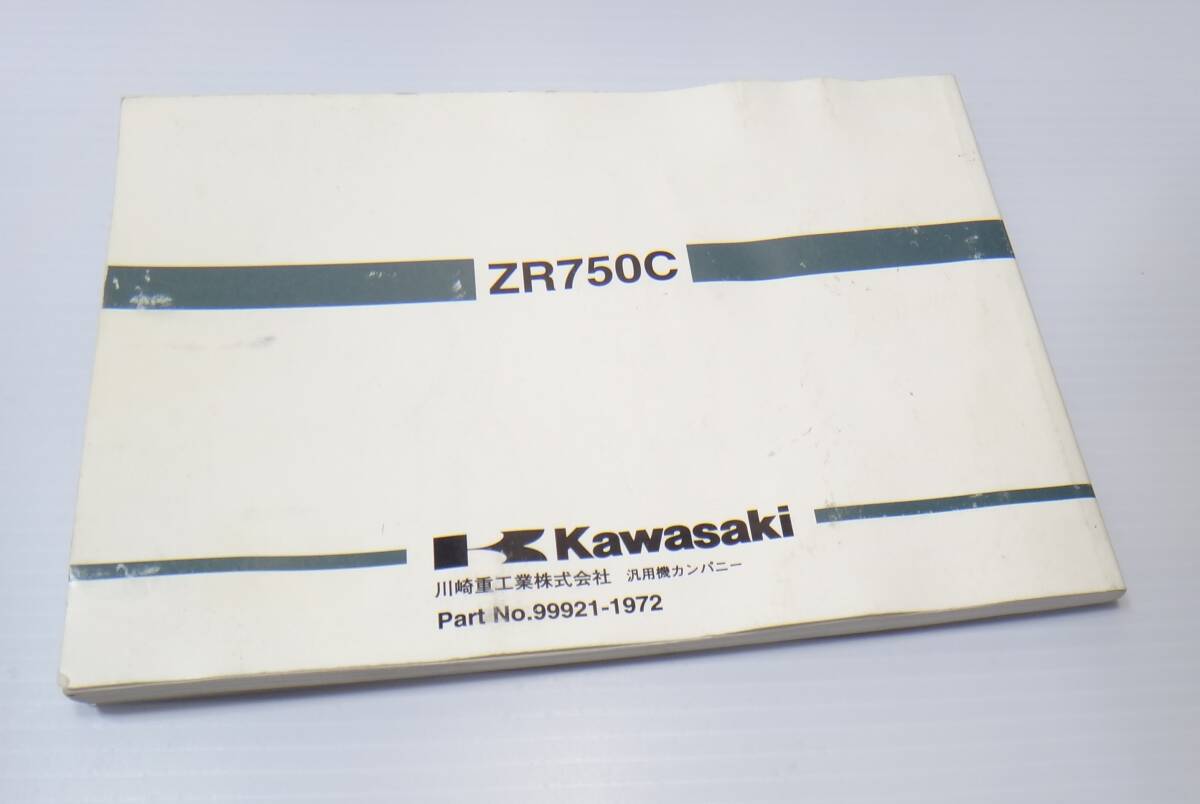 ZR750C
Kawasaki
川崎重工業株式会社 汎用機カンパニー
Part No.99921-1972